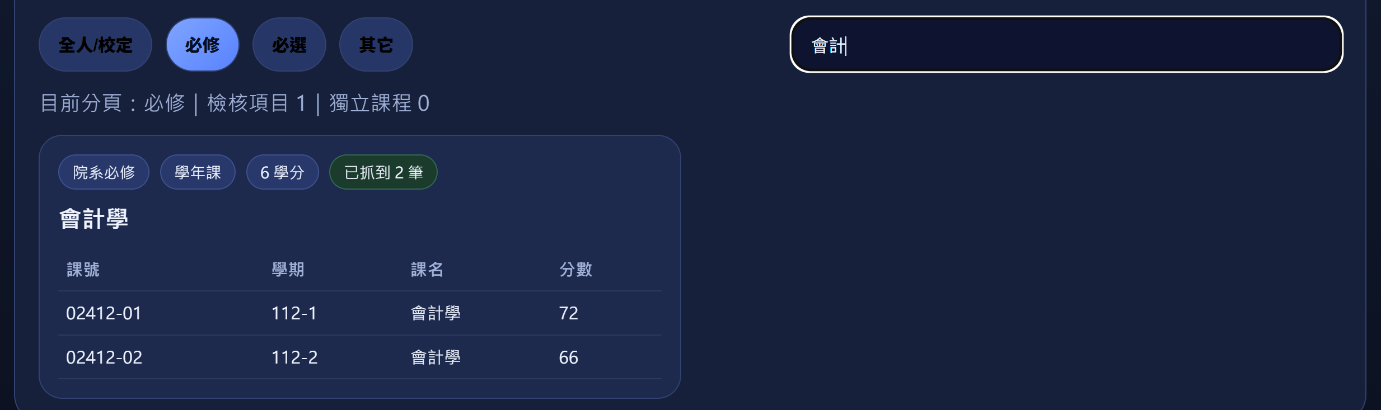 全人/校定 必修 必選 其它 會計
目前分頁：必修｜檢核項目 1｜獨立課程 0
院系必修 學年課 6 學分 已抓到 2 筆
會計學
課號 學期 課名 分數
02412-01 112-1 會計學 72
02412-02 112-2 會計學 66